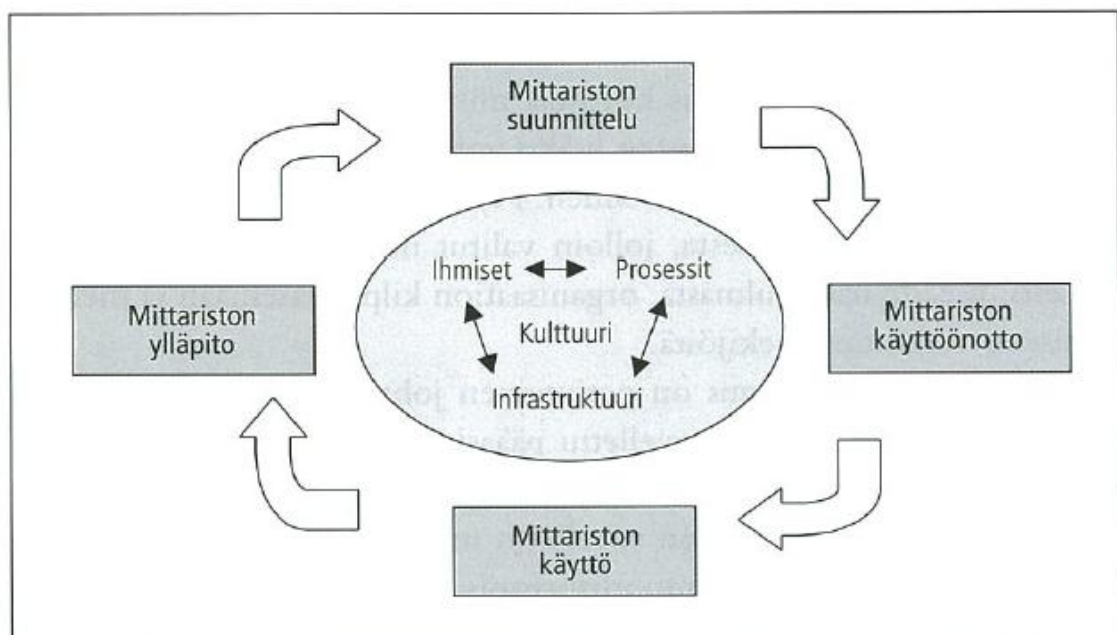 Mittariston
suunnittelu
Ihmiset
Prosessit
Mittariston
ylläpito
Kulttuuri
Mittariston
käyttöönotto
Infrastruktuuri
Mittariston
käyttö